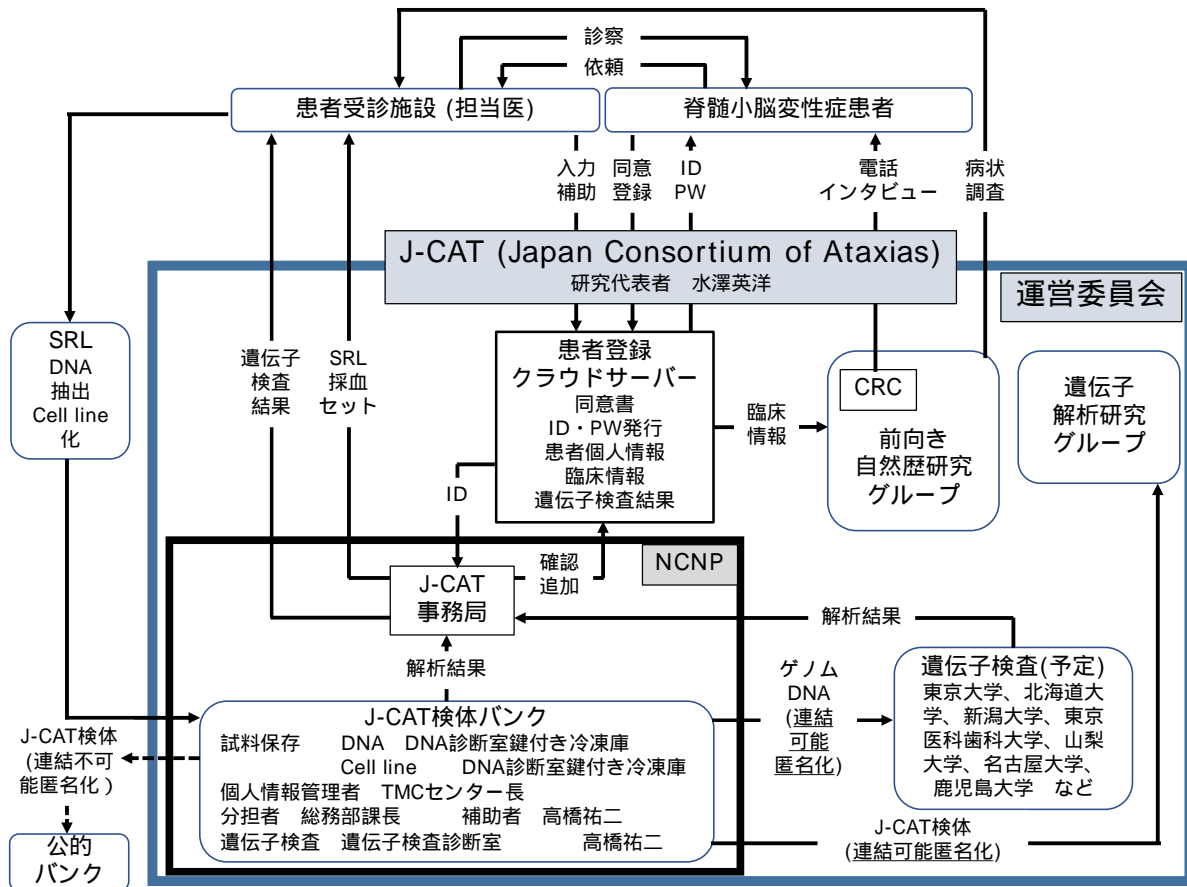 診察
依頼
患者受診施設 (担当医)
脊髄小脳変性症患者
入力
補助
同意
登録
ID
PW
電話
インタビュー
病状
調査
J-CAT (Japan Consortium of Ataxias)
研究代表者　水澤英洋
運営委員会
SRL
DNA
抽出
Cell line
化
遺伝子
検査
結果
SRL
採血
セット
患者登録
クラウドサーバー
同意書
ID・PW発行
患者個人情報
臨床情報
遺伝子検査結果
臨床
情報
CRC
前向き
自然歴研究
グループ
遺伝子
解析研究
グループ
ID
確認
追加
NCNP
J-CAT
事務局
解析結果
解析結果
J-CAT検体バンク
試料保存　DNA　DNA診断室鍵付き冷凍庫
Cell line　DNA診断室鍵付き冷凍庫
個人情報管理者　TMCセンター長
分担者　総務部課長　補助者　高橋祐二
遺伝子検査　遺伝子検査診断室　高橋祐二
ゲノム
DNA
(連結
可能
匿名化)
遺伝子検査(予定)
東京大学、北海道大
学、新潟大学、東京
医科歯科大学、山梨
大学、名古屋大学、
鹿児島大学　など
J-CAT検体
(連結不可
能匿名化)
公的
バンク
J-CAT検体
(連結可能匿名化)